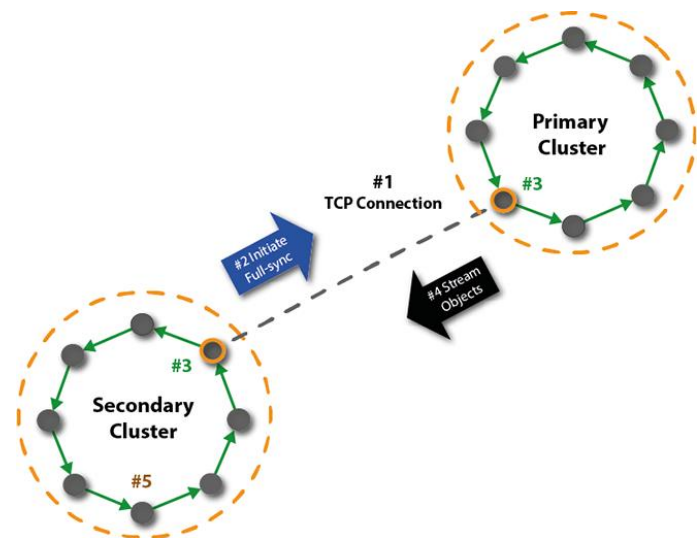 Primary
Cluster
#1
TCP Connection
#3
#2 Initiate
Full-sync
#4 Stream
Objects
#3
Secondary
Cluster
#5